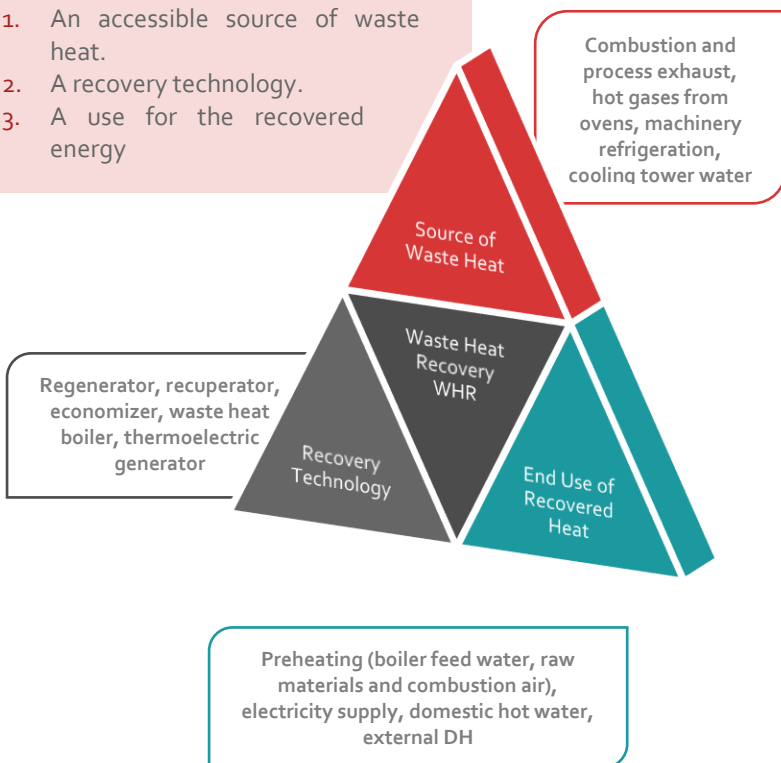 1. An accessible source of waste
heat.
2. A recovery technology.
3. A use for the recovered
energy
Combustion and
process exhaust,
hot gases from
ovens, machinery
refrigeration,
cooling tower water
Source of
Waste Heat
Waste Heat
Recovery
WHR
Regenerator, recuperator,
economizer, waste heat
boiler, thermoelectric
generator
Recovery
Technology
End Use of
Recovered
Heat
Preheating (boiler feed water, raw
materials and combustion air),
electricity supply, domestic hot water,
external DH